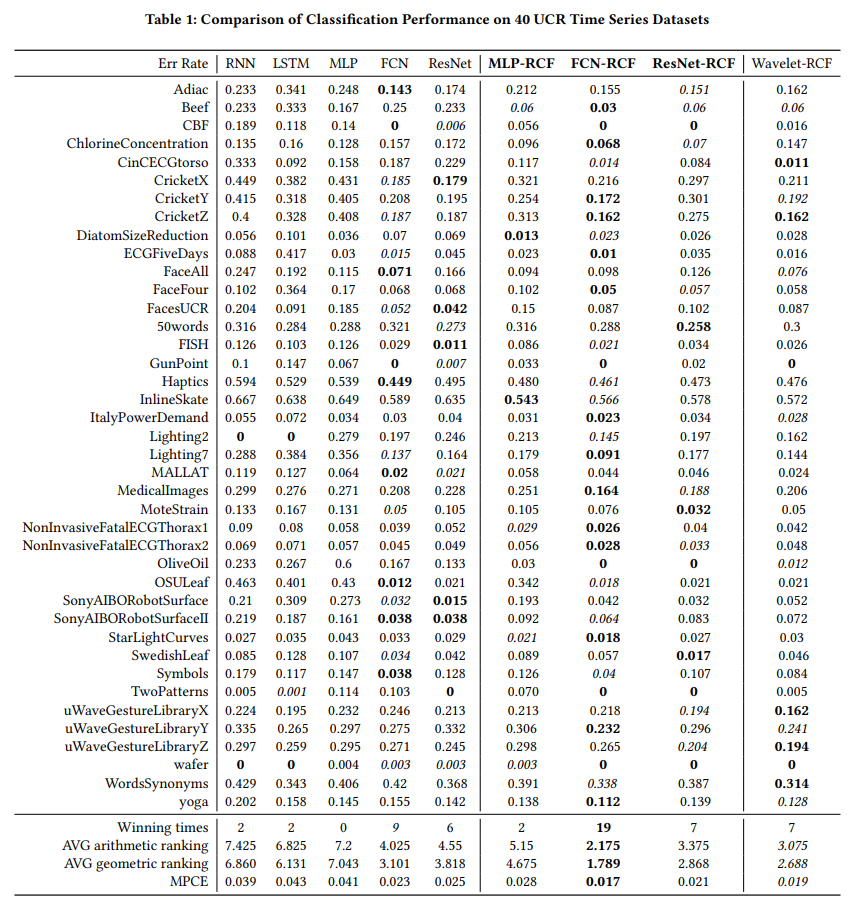 Table 1: Comparison of Classification Performance on 40 UCR Time Series Datasets
Err Rate RNN LSTM MLP FCN ResNet MLP-RCF FCN-RCF ResNet-RCF Wavelet-RCF
Adiac 0.233 0.341 0.248 0.143 0.174 0.212 0.155 0.151 0.162
Beef 0.233 0.333 0.167 0.25 0.233 0.06 0.03 0.06 0.06
CBF 0.189 0.118 0.14 0 0.006 0.056 0 0 0.016
ChlorineConcentration 0.135 0.16 0.128 0.157 0.172 0.096 0.068 0.07 0.147
CinCECGtorso 0.333 0.092 0.158 0.187 0.229 0.117 0.014 0.084 0.011
CricketX 0.449 0.382 0.431 0.185 0.179 0.321 0.216 0.297 0.211
CricketY 0.415 0.318 0.405 0.208 0.195 0.254 0.172 0.301 0.192
CricketZ 0.4 0.328 0.408 0.187 0.187 0.313 0.162 0.275 0.162
DiatomSizeReduction 0.056 0.101 0.036 0.07 0.069 0.013 0.023 0.026 0.028
ECGFiveDays 0.088 0.417 0.03 0.015 0.045 0.023 0.01 0.035 0.016
FaceAll 0.247 0.192 0.115 0.071 0.166 0.094 0.098 0.126 0.076
FaceFour 0.102 0.364 0.17 0.068 0.068 0.102 0.05 0.057 0.058
FacesUCR 0.204 0.091 0.185 0.052 0.042 0.15 0.087 0.102 0.087
50words 0.316 0.284 0.288 0.321 0.273 0.316 0.288 0.258 0.3
FISH 0.126 0.103 0.126 0.029 0.011 0.086 0.021 0.034 0.026
GunPoint 0.1 0.147 0.067 0 0.007 0.033 0 0.02 0
Haptics 0.594 0.529 0.539 0.449 0.495 0.480 0.461 0.473 0.476
InlineSkate 0.667 0.638 0.649 0.589 0.635 0.543 0.566 0.578 0.572
ItalyPowerDemand 0.055 0.072 0.034 0.03 0.04 0.031 0.023 0.034 0.028
Lighting2 0 0 0.279 0.197 0.246 0.213 0.145 0.197 0.162
Lighting7 0.288 0.384 0.356 0.137 0.164 0.179 0.091 0.177 0.144
MALLAT 0.119 0.127 0.064 0.02 0.021 0.058 0.044 0.046 0.024
MedicalImages 0.299 0.276 0.271 0.208 0.228 0.251 0.164 0.188 0.206
MoteStrain 0.133 0.167 0.131 0.05 0.105 0.105 0.076 0.032 0.05
NonInvasiveFatalECGThorax1 0.09 0.08 0.058 0.039 0.052 0.029 0.026 0.04 0.042
NonInvasiveFatalECGThorax2 0.069 0.071 0.057 0.045 0.049 0.056 0.028 0.033 0.048
OliveOil 0.233 0.267 0.6 0.167 0.133 0.03 0 0 0.012
OSULeaf 0.463 0.401 0.43 0.012 0.021 0.342 0.018 0.021 0.021
SonyAIBORobotSurface 0.21 0.309 0.273 0.032 0.015 0.193 0.042 0.032 0.052
SonyAIBORobotSurfaceII 0.219 0.187 0.161 0.038 0.038 0.092 0.064 0.083 0.072
StarLightCurves 0.027 0.035 0.043 0.033 0.029 0.021 0.018 0.027 0.03
SwedishLeaf 0.085 0.128 0.107 0.034 0.042 0.089 0.057 0.017 0.046
Symbols 0.179 0.117 0.147 0.038 0.128 0.126 0.04 0.107 0.084
TwoPatterns 0.005 0.001 0.114 0.103 0 0.070 0 0 0.005
uWaveGestureLibraryX 0.224 0.195 0.232 0.246 0.213 0.213 0.218 0.194 0.162
uWaveGestureLibraryY 0.335 0.265 0.297 0.275 0.332 0.306 0.232 0.296 0.241
uWaveGestureLibraryZ 0.297 0.259 0.295 0.271 0.245 0.298 0.265 0.204 0.194
wafer 0 0 0.004 0.003 0.003 0.003 0 0 0
WordsSynonyms 0.429 0.343 0.406 0.42 0.368 0.391 0.338 0.387 0.314
yoga 0.202 0.158 0.145 0.155 0.142 0.138 0.112 0.139 0.128
Winning times 2 2 0 9 6 2 19 7 7
AVG arithmetic ranking 7.425 6.825 7.2 4.025 4.55 5.15 2.175 3.375 3.075
AVG geometric ranking 6.860 6.131 7.043 3.101 3.818 4.675 1.789 2.868 2.688
MPCE 0.039 0.043 0.041 0.023 0.025 0.028 0.017 0.021 0.019